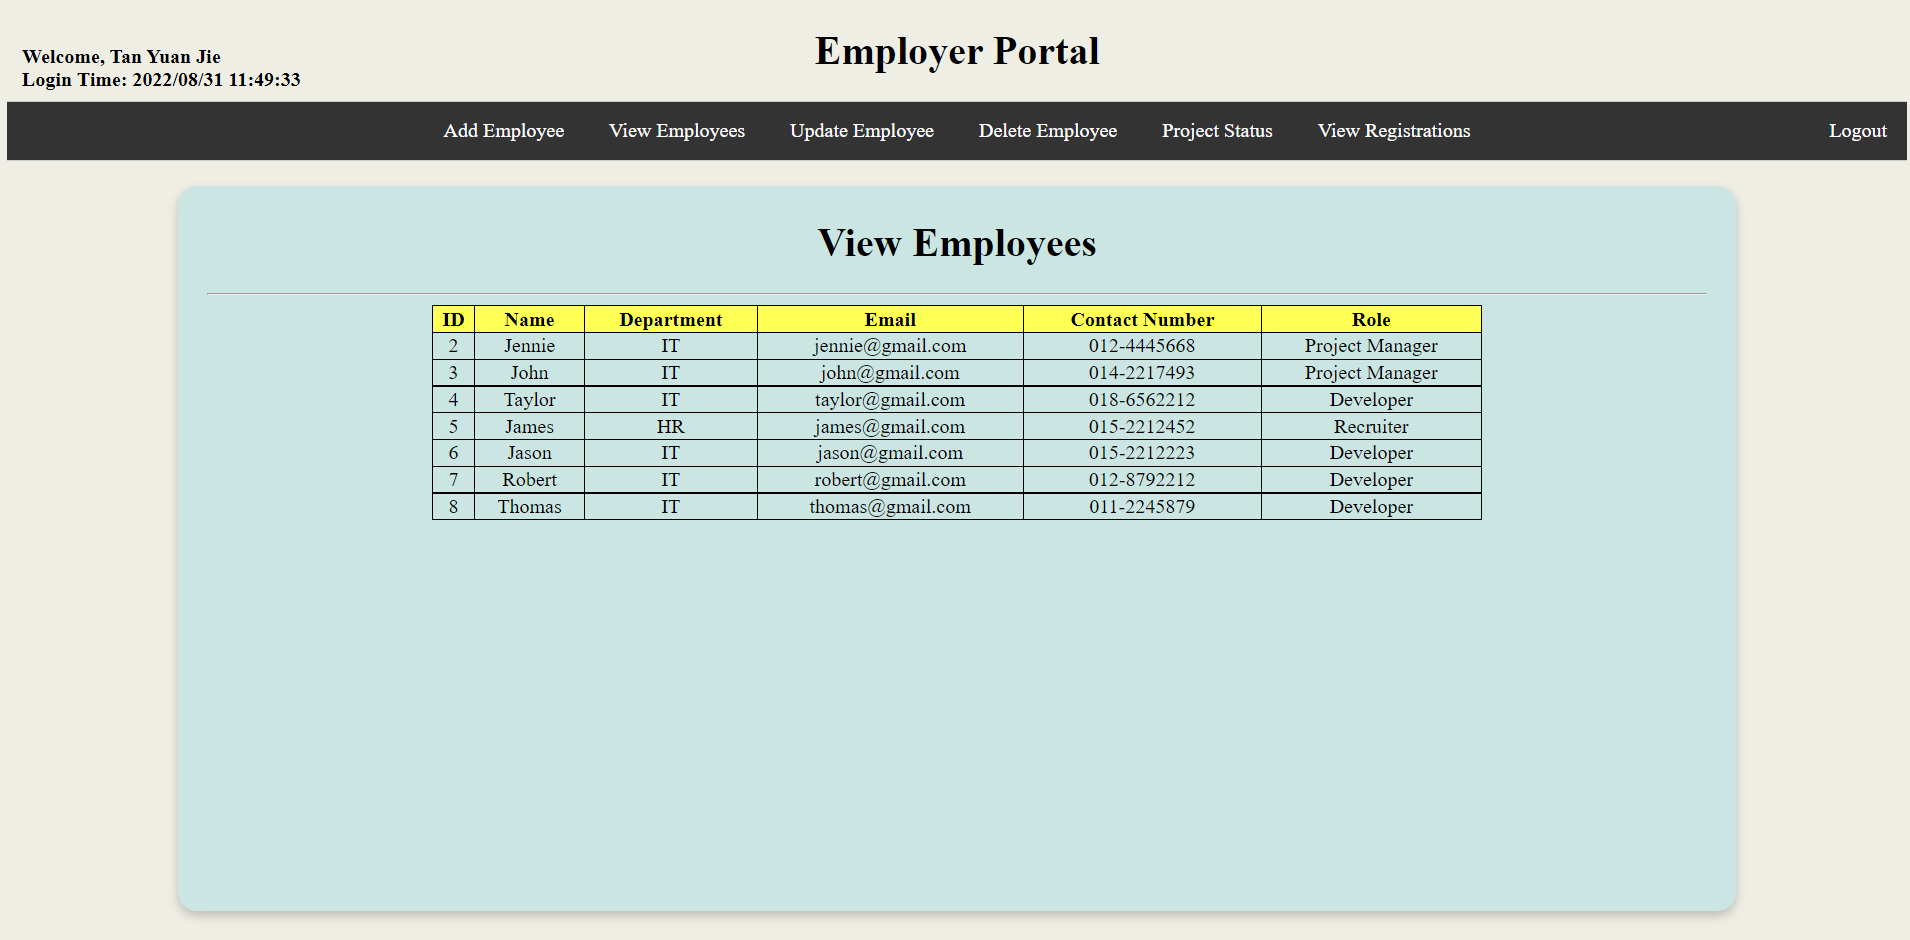 Employer Portal
Welcome, Tan Yuan Jie
Login Time: 2022/08/31 11:49:33
Add Employee View Employees Update Employee Delete Employee Project Status View Registrations Logout
View Employees
ID Name Department Email Contact Number Role
2 Jennie IT jennie@gmail.com 012-4445668 Project Manager
3 John IT john@gmail.com 014-2217493 Project Manager
4 Taylor IT taylor@gmail.com 018-6562212 Developer
5 James HR james@gmail.com 015-2212452 Recruiter
6 Jason IT jason@gmail.com 015-2212223 Developer
7 Robert IT robert@gmail.com 012-8792212 Developer
8 Thomas IT thomas@gmail.com 011-2245879 Developer